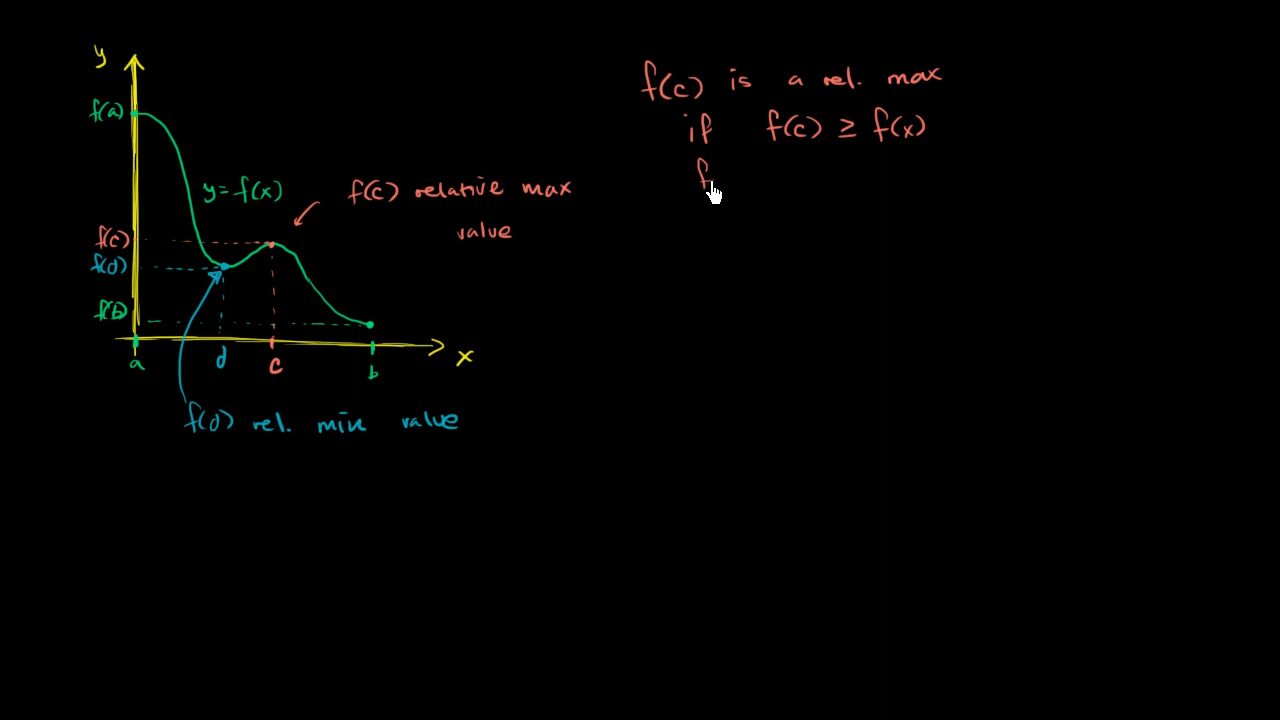 y
f(a)
y=f(x)
f(c) relative max
value
f(c)
f(d)
f(b)
a
d
c
b
x
f(d) rel. min value
f(c) is a rel. max
if f(c) ≥ f(x)
f